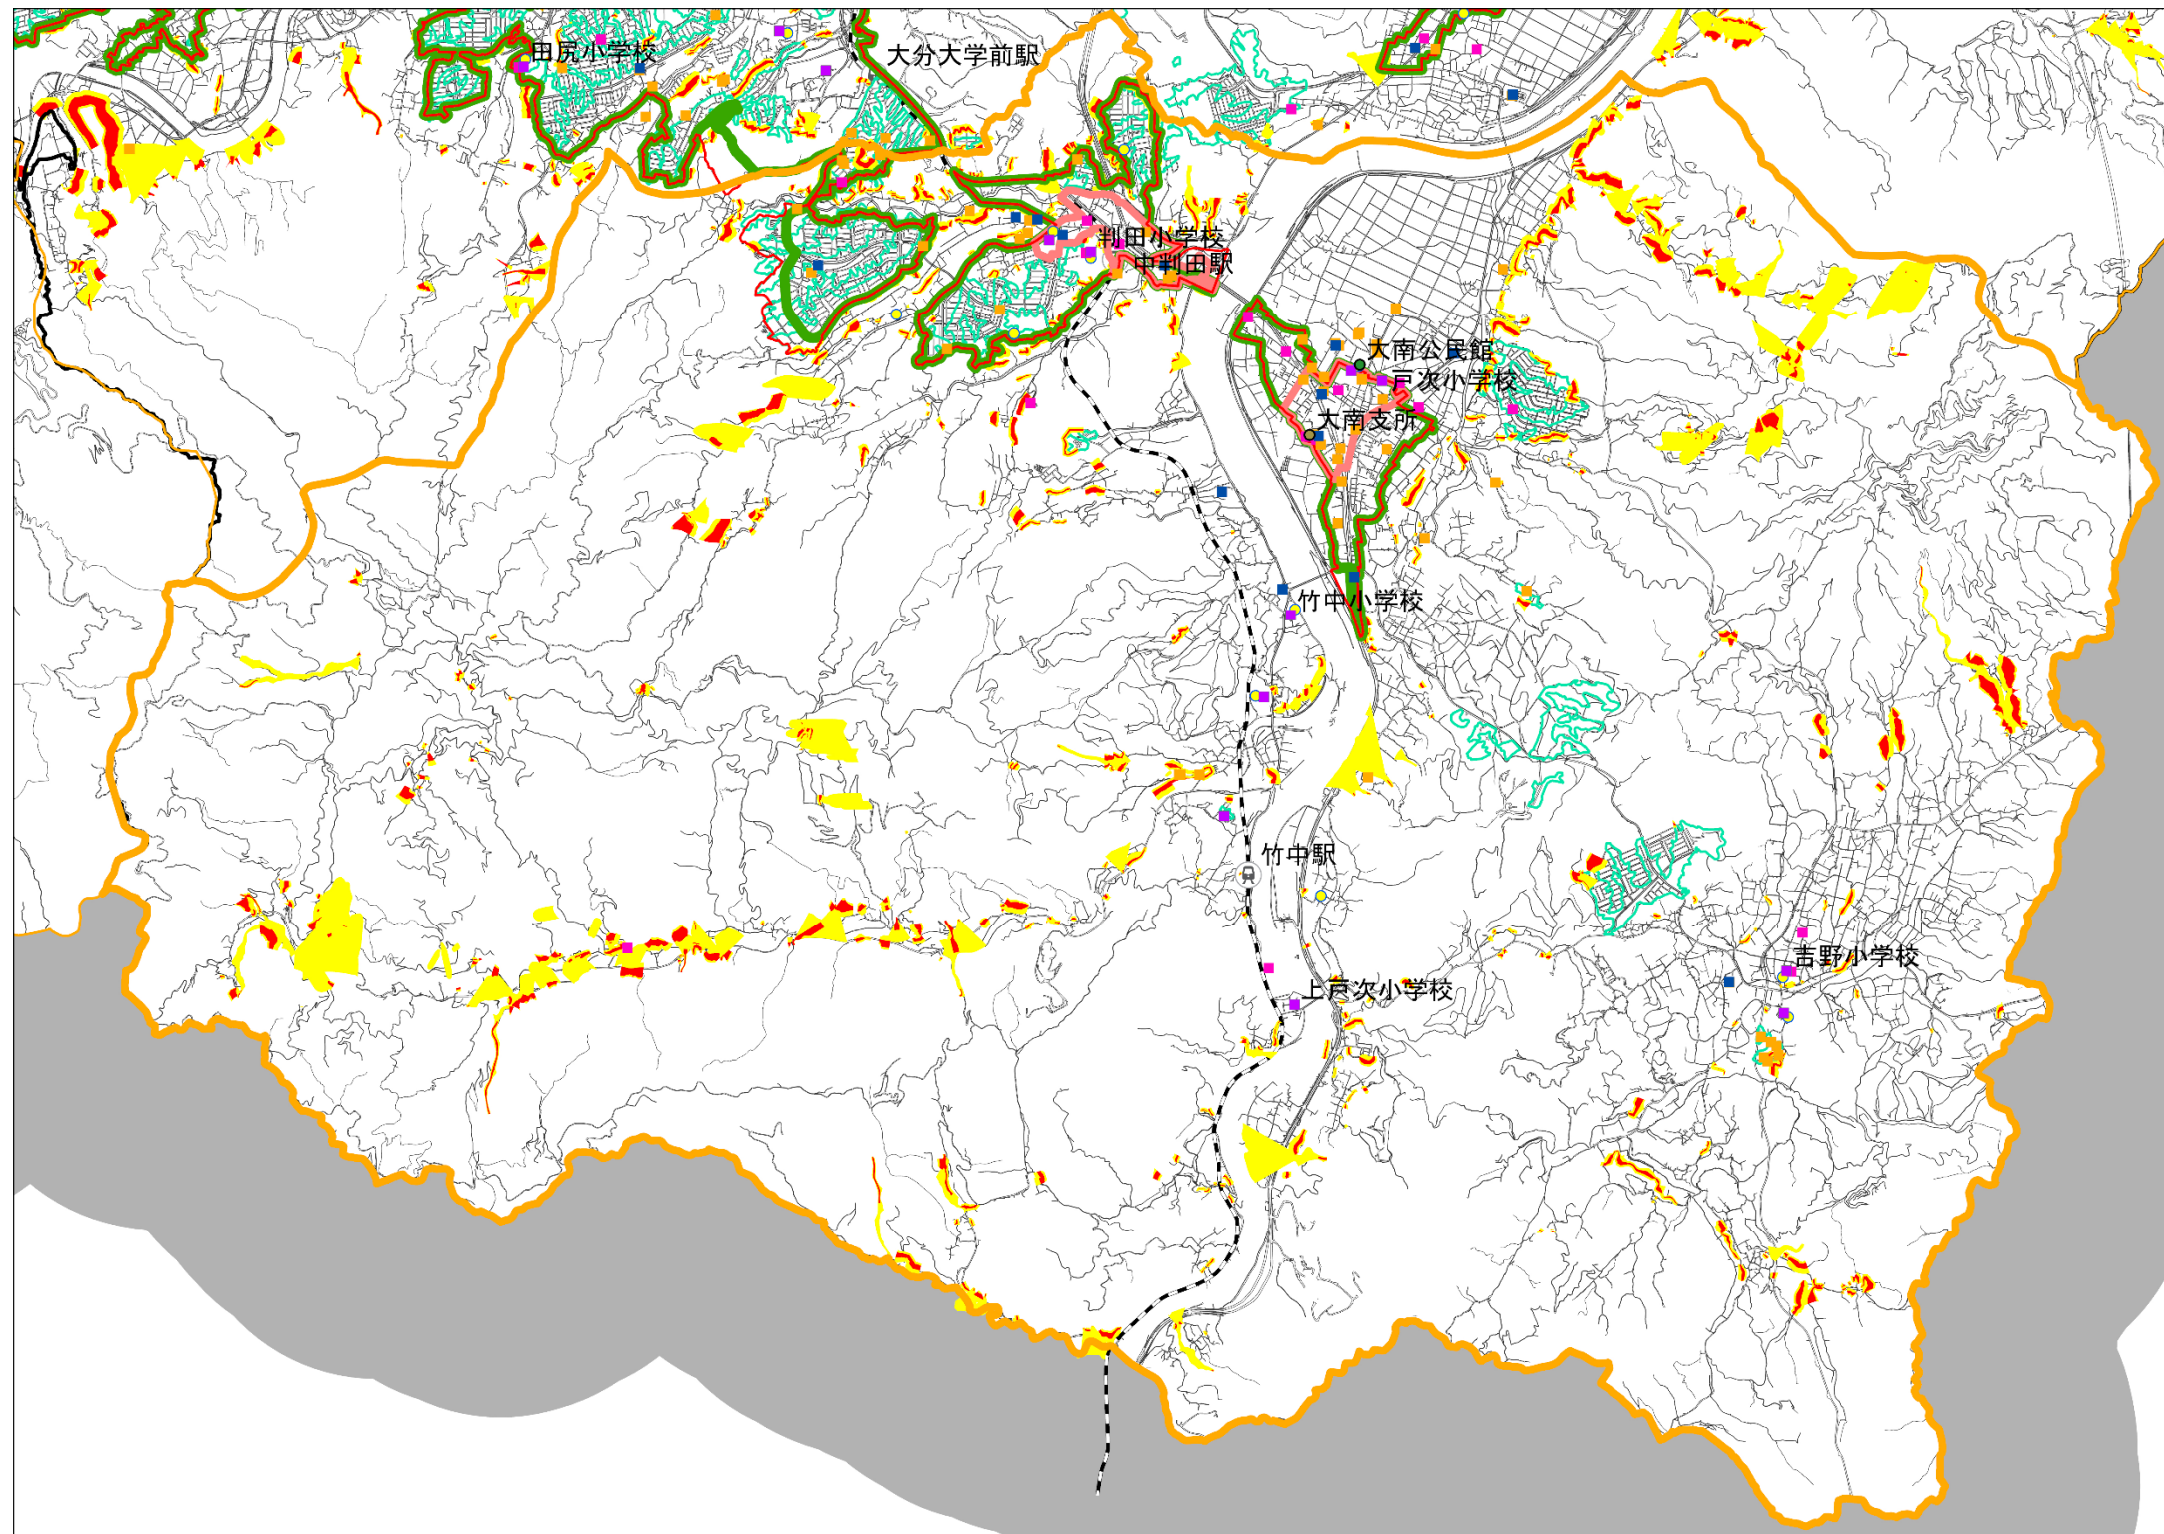 田尻小学校
大分大学前駅
判田小学校
中判田駅
大南公民館
戸次小学校
大南支所
竹中小学校
竹中駅
吉野小学校
上戸次小学校